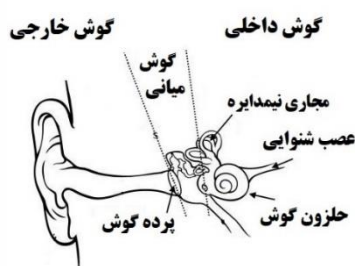 گوش داخلی
گوش خارجی
گوش
میانی
مجاری نیمدایره
عصب شنوایی
حلزون گوش
پرده گوش